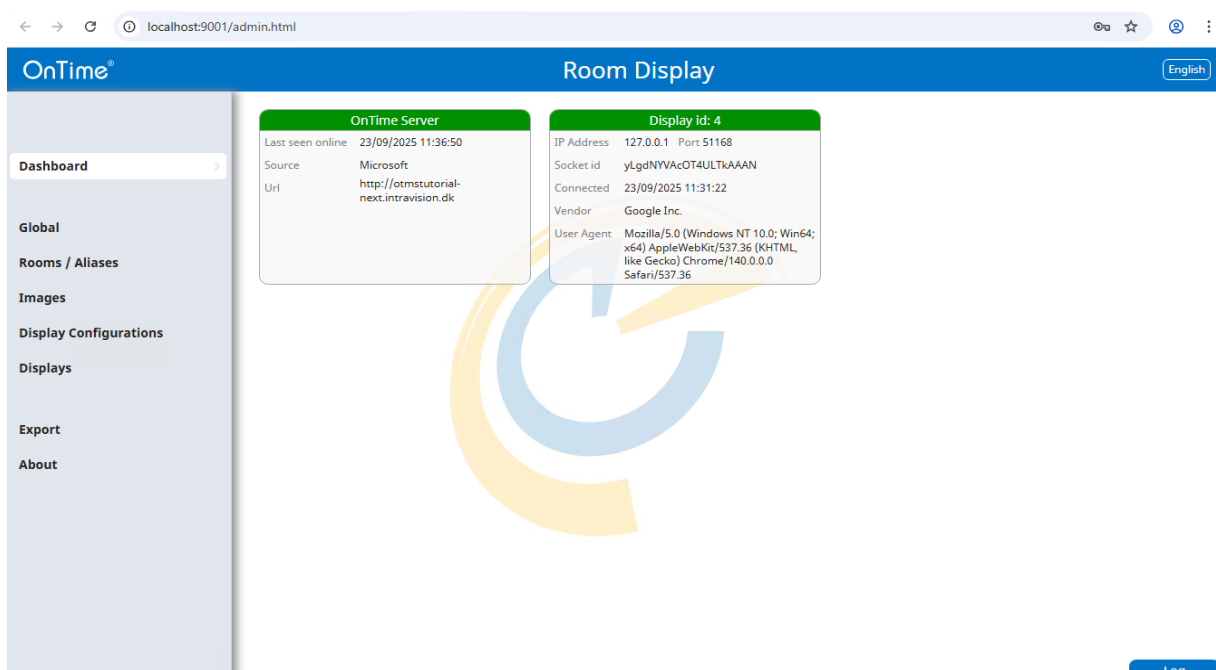 localhost:9001/admin.html
OnTime®
Room Display
English
Dashboard
Global
Rooms / Aliases
Images
Display Configurations
Displays
Export
About
OnTime Server
Last seen online 23/09/2025 11:36:50
Source Microsoft
Url http://otmstutorial-
next.intravision.dk
Display id: 4
IP Address 127.0.0.1 Port 51168
Socket id yLgdNYVAcOT4ULTkAAAN
Connected 23/09/2025 11:31:22
Vendor Google Inc.
User Agent Mozilla/5.0 (Windows NT 10.0; Win64;
x64) AppleWebKit/537.36 (KHTML,
like Gecko) Chrome/140.0.0.0
Safari/537.36